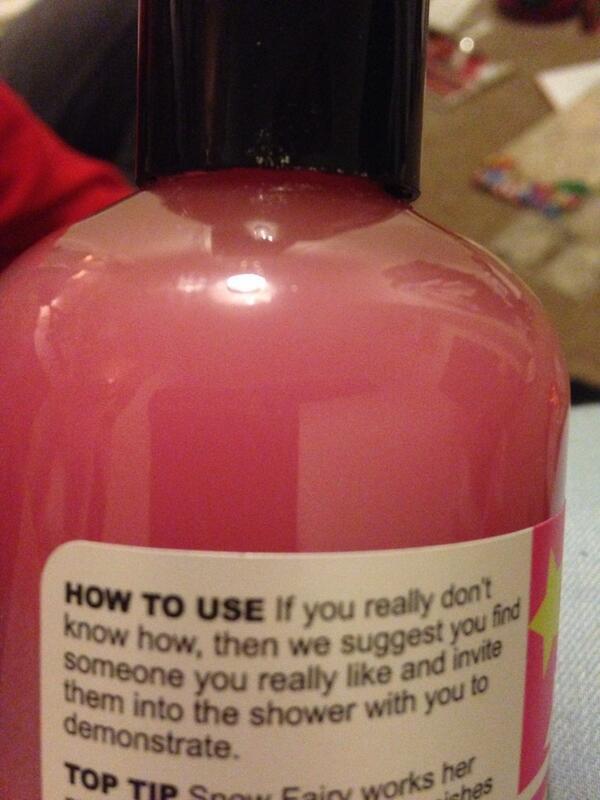 HOW TO USE If you really don't
know how, then we suggest you find
someone you really like and invite
them into the shower with you to
demonstrate.
TOP TIP Snow Fairy works her